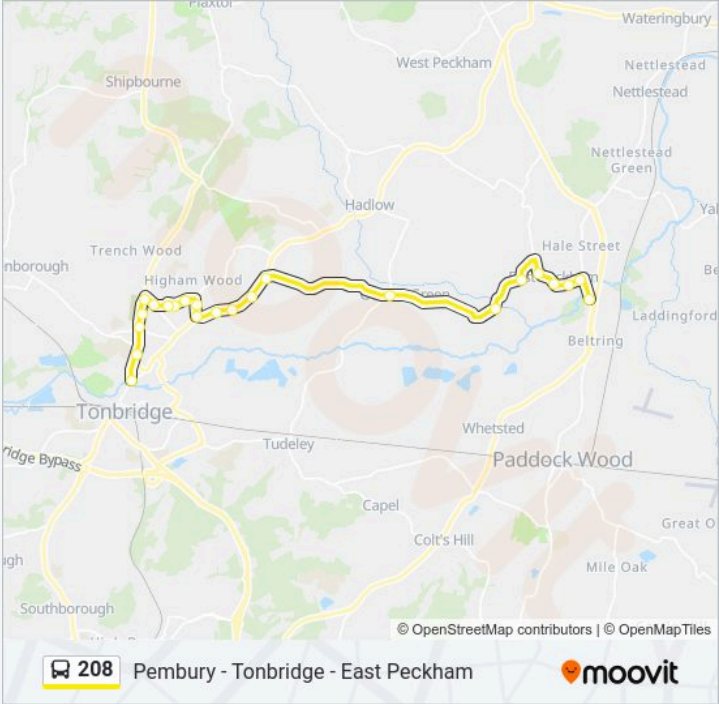 Plaxtol
Wateringbury
West Peckham
Nettlestead
Shipbourne
Nettlestead
Nettlestead
Green
Yal
Hadlow
Trench Wood
Hale Street
nborough
Higham Wood
Be
Green
Laddingford
Beltring
Tonbridge
Whetsted
Tudeley
ridge Bypass
Paddock Wood
Capel
Great O
Colt's Hill
ugh
Mile Oak
Southborough
© OpenStreetMap contributors | © OpenMapTiles
208 Pembury - Tonbridge - East Peckham
moovit